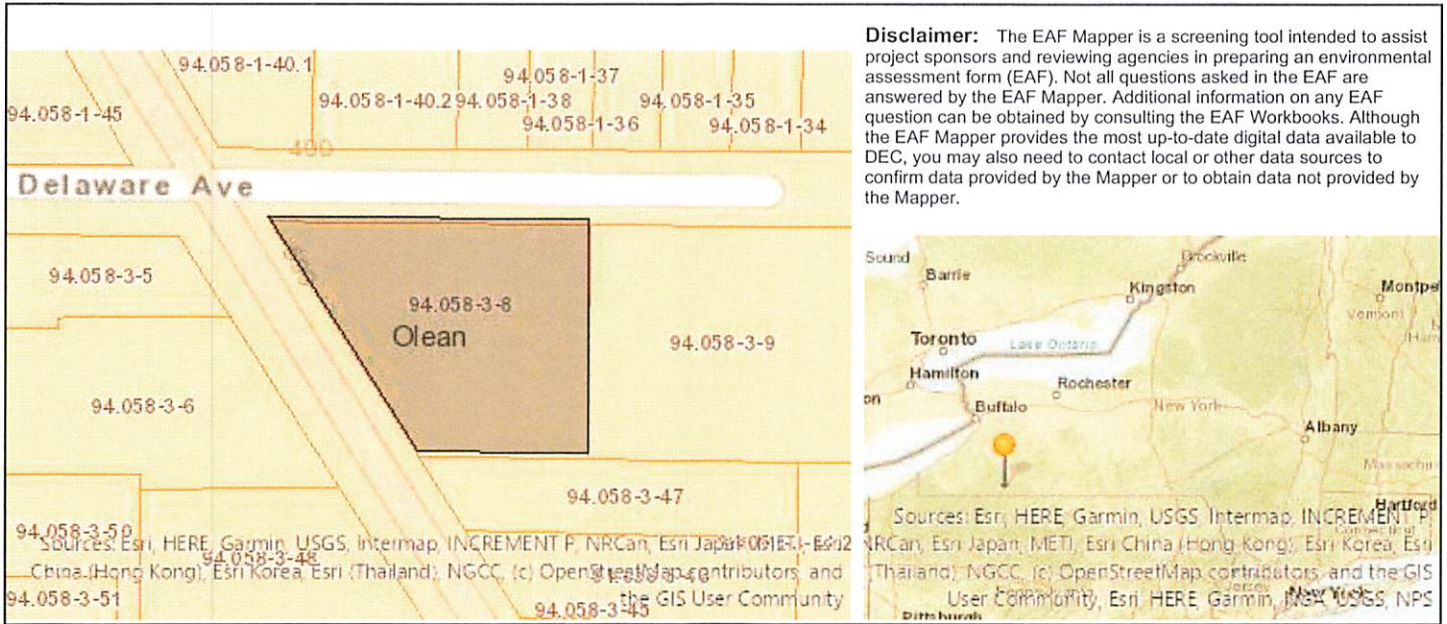 94.058-1-40.1
94.058-1-37
94.058-1-45
94.058-1-40.2
94.058-1-38
94.058-1-35
94.058-1-36
94.058-1-34
400
Delaware Ave
94.058-3-5
94.058-3-8
Olean
94.058-3-9
94.058-3-6
94.058-3-47
94.058-3-50
94.058-3-48
94.058-3-51
94.058-3-45
Sources: Esri, HERE, Garmin, USGS, Intermap, INCREMENT P, NRCan, Esri Japan, METI, Esri
China (Hong Kong), Esri Korea, Esri (Thailand), NGCC, (c) OpenStreetMap contributors, and
the GIS User Community
Disclaimer: The EAF Mapper is a screening tool intended to assist
project sponsors and reviewing agencies in preparing an environmental
assessment form (EAF). Not all questions asked in the EAF are
answered by the EAF Mapper. Additional information on any EAF
question can be obtained by consulting the EAF Workbooks. Although
the EAF Mapper provides the most up-to-date digital data available to
DEC, you may also need to contact local or other data sources to
confirm data provided by the Mapper or to obtain data not provided by
the Mapper.
Sound
Barrie
Brockville
Kingston
Montpe
Vermont
Toronto
Lake Ontario
Hamilton
Rochester
Buffalo
New York
Albany
Massachu
Hartford
Sources: Esri, HERE, Garmin, USGS, Intermap, INCREMENT P,
NRCan, Esri Japan, METI, Esri China (Hong Kong), Esri Korea, Esri
(Thailand), NGCC, (c) OpenStreetMap contributors, and the GIS
User Community, Esri, HERE, Garmin, NGA, USGS, NPS
New York
Pittsburgh